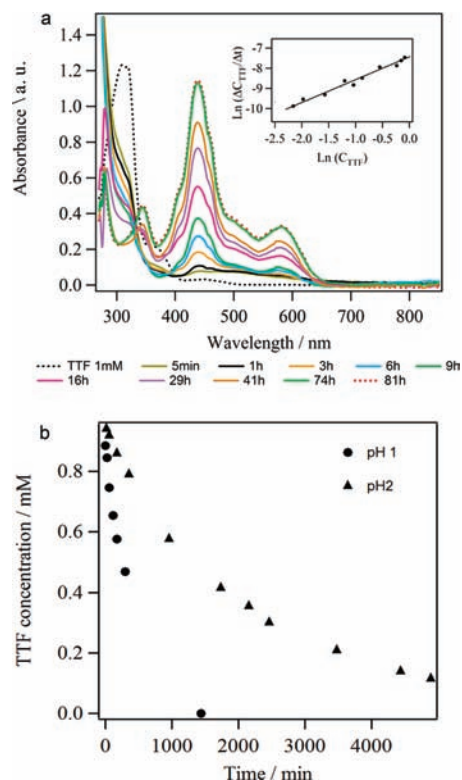 a
Absorbance \ a. u.
1.4
1.2
1.0
0.8
0.6
0.4
0.2
0.0
300 400 500 600 700 800
Wavelength / nm
Ln (ΔC_TTF/Δt)
-7
-8
-9
-10
-2.5 -2.0 -1.5 -1.0 -0.5 0.0
Ln (C_TTF)
TTF 1mM 5min 1h 3h 6h 9h
16h 29h 41h 74h 81h
b
TTF concentration / mM
0.8
0.6
0.4
0.2
0.0
pH 1
pH2
0 1000 2000 3000 4000
Time / min